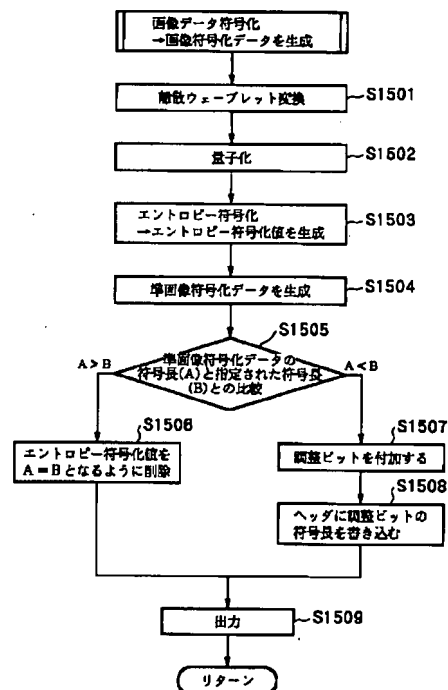 画像データ符号化
→画像符号化データを生成
離散ウェーブレット変換
S1501
量子化
S1502
エントロピー符号化
→エントロピー符号化値を生成
S1503
準画像符号化データを生成
S1504
S1505
準画像符号化データの
符号長(A)と指定された符号長
(B)との比較
A>B
A<B
S1506
エントロピー符号化値を
A=Bとなるように削除
S1507
調整ビットを付加する
S1508
ヘッダに調整ビットの
符号長を書き込む
出力
S1509
リターン